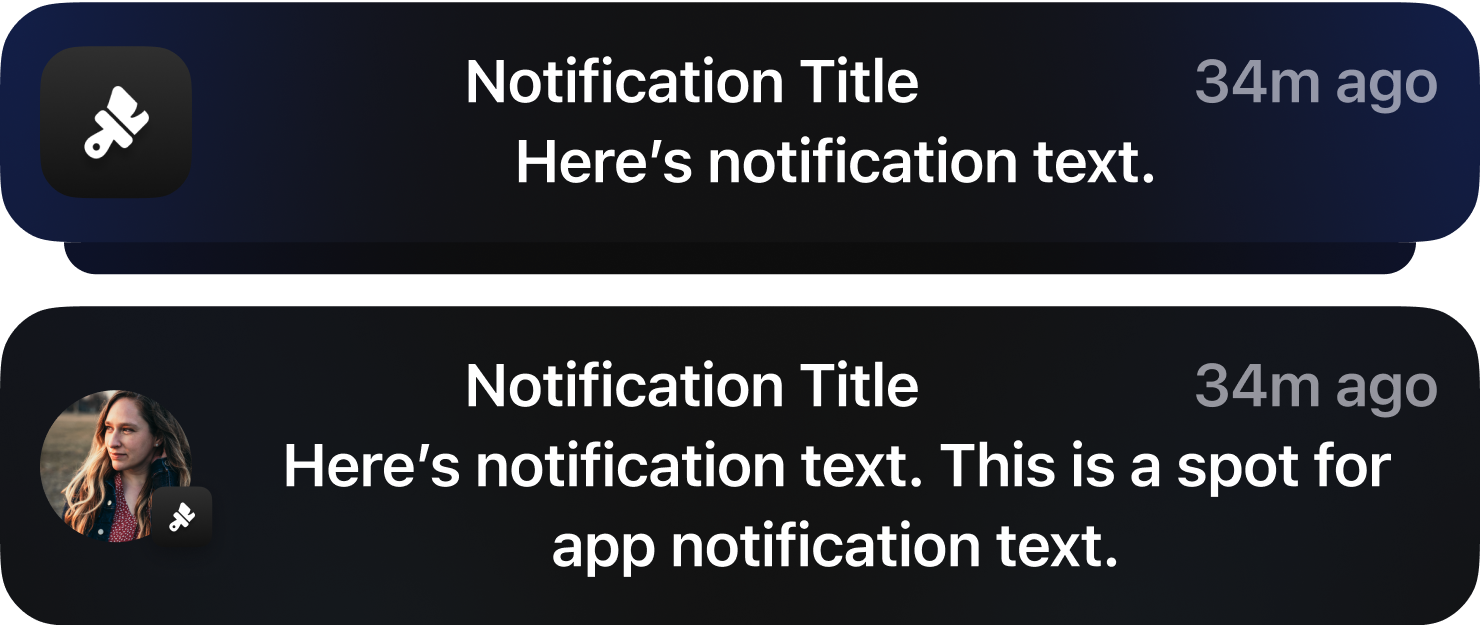 Notification Title 34m ago
Here’s notification text.
Notification Title 34m ago
Here’s notification text. This is a spot for
app notification text.